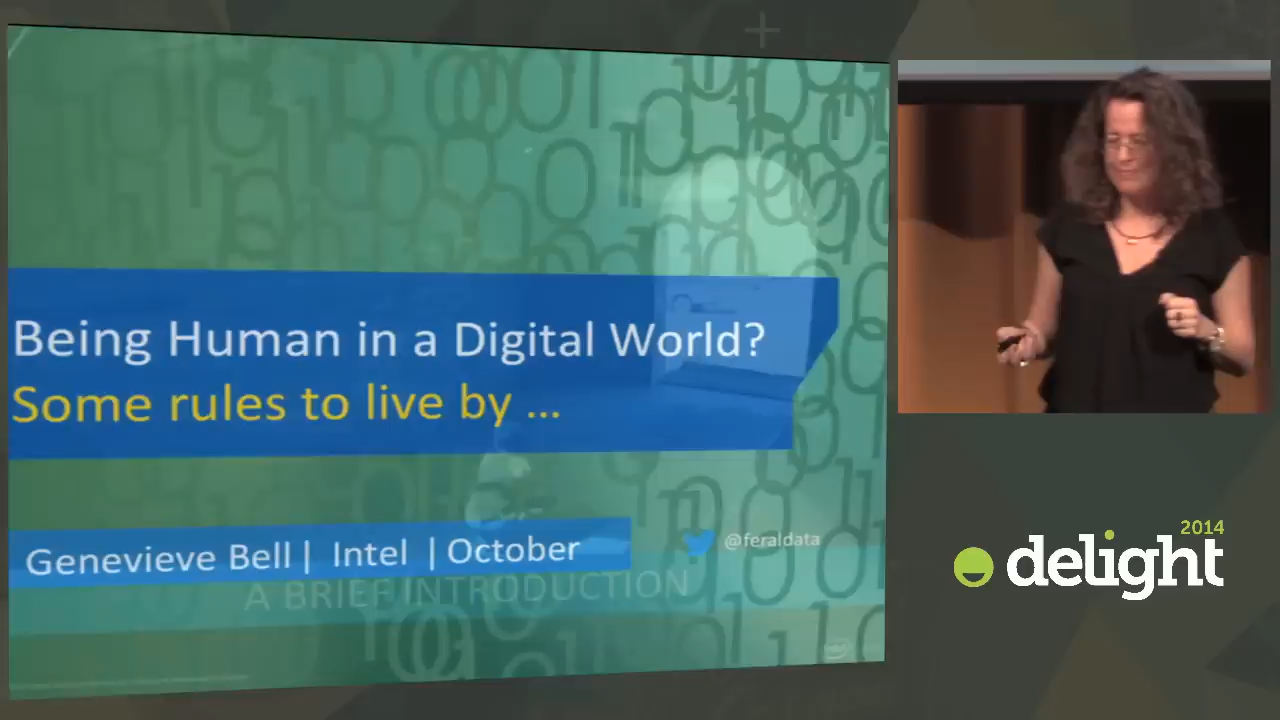 Being Human in a Digital World?
Some rules to live by ...
Genevieve Bell | Intel | October
@feraldata
A BRIEF INTRODUCTION
2014
delight